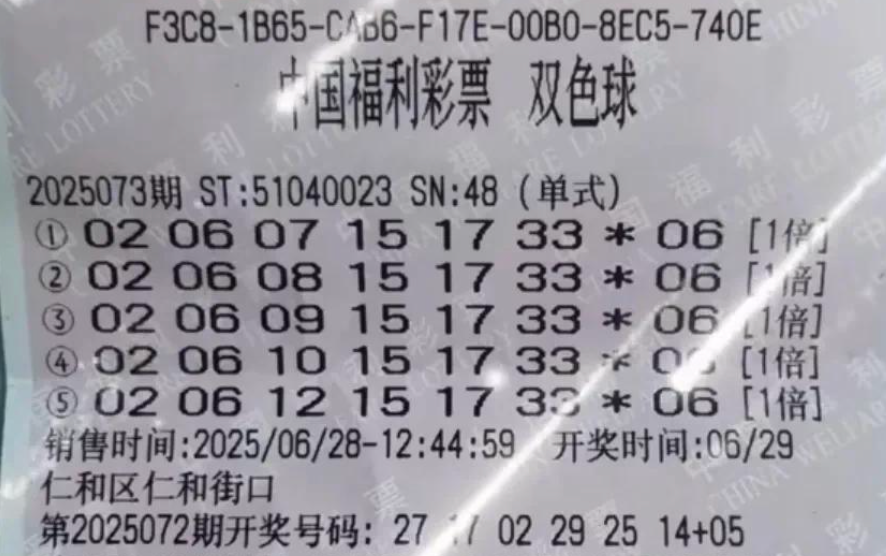 F3C8-1B65-CAB6-F17E-00B0-8EC5-740E
中国福利彩票 双色球
2025073期 ST:51040023 SN:48 (单式)
① 02 06 07 15 17 33 * 06 [1倍]
② 02 06 08 15 17 33 * 06 [1倍]
③ 02 06 09 15 17 33 * 06 [1倍]
④ 02 06 10 15 17 33 * 06 [1倍]
⑤ 02 06 12 15 17 33 * 06 [1倍]
销售时间:2025/06/28-12:44:59 开奖时间:06/29
仁和区仁和街口
第2025072期开奖号码: 27 17 02 29 25 14+05